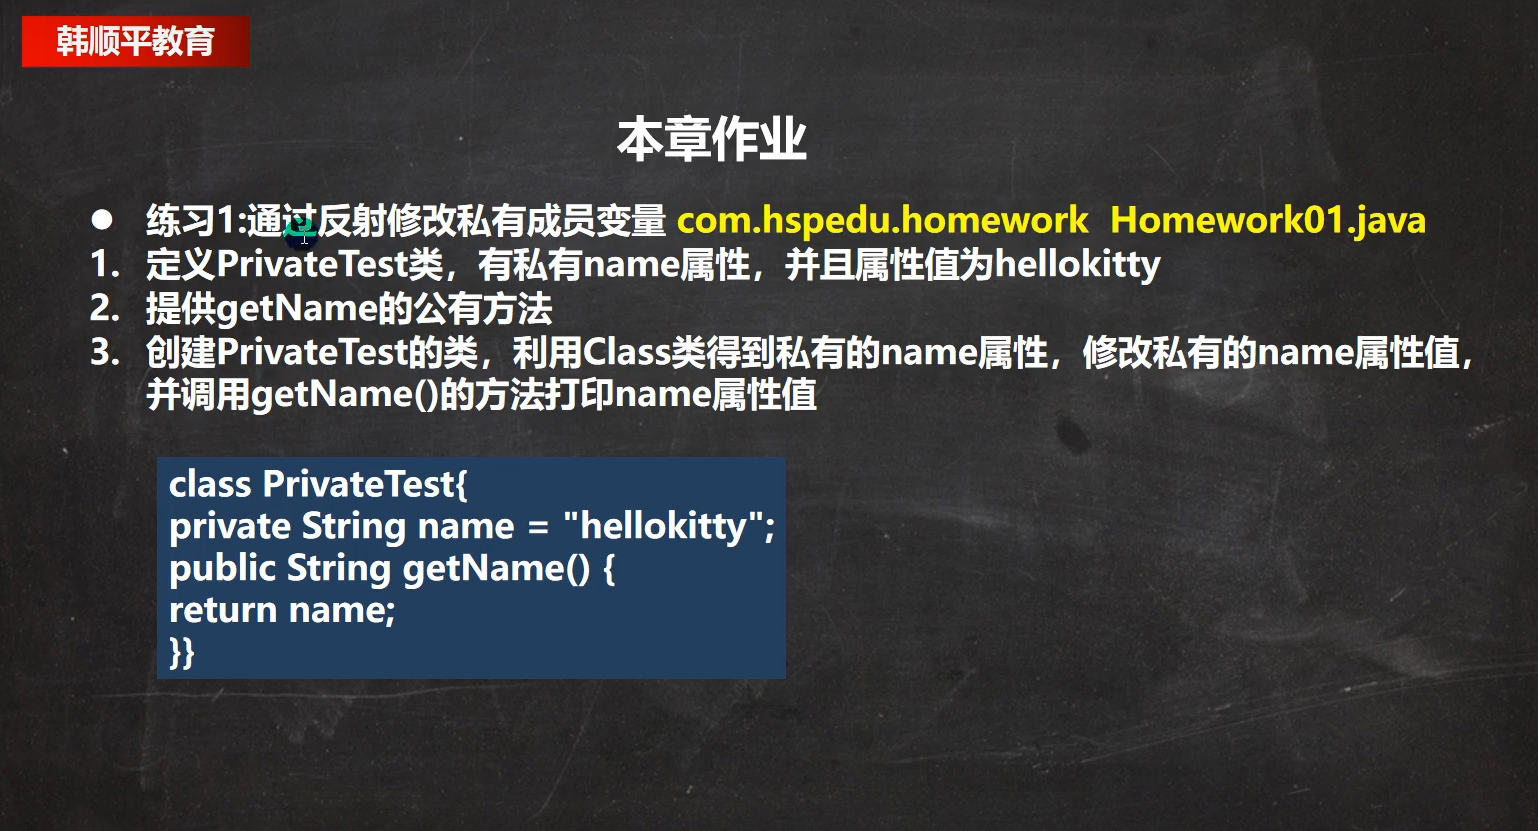 韩顺平教育
本章作业
● 练习1:通过反射修改私有成员变量 com.hspedu.homework Homework01.java
1. 定义PrivateTest类，有私有name属性，并且属性值为hellokitty
2. 提供getName的公有方法
3. 创建PrivateTest的类，利用Class类得到私有的name属性，修改私有的name属性值，
并调用getName()的方法打印name属性值
class PrivateTest{
private String name = "hellokitty";
public String getName() {
return name;
}}